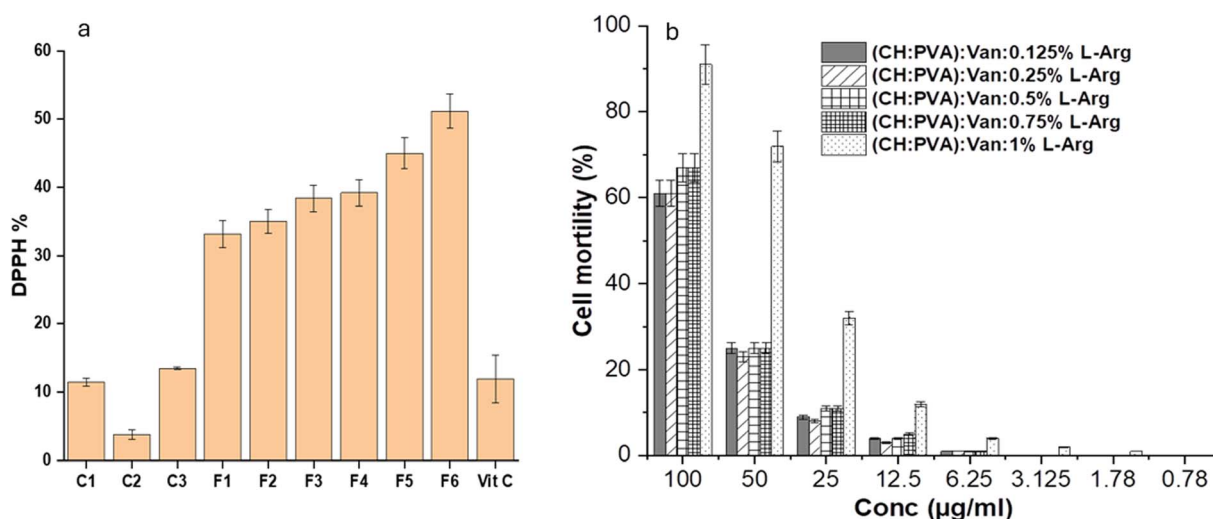 a
DPPH %
60
50
40
30
20
10
0
C1 C2 C3 F1 F2 F3 F4 F5 F6 Vit C
b
Cell mortility (%)
100
80
60
40
20
0
(CH:PVA):Van:0.125% L-Arg
(CH:PVA):Van:0.25% L-Arg
(CH:PVA):Van:0.5% L-Arg
(CH:PVA):Van:0.75% L-Arg
(CH:PVA):Van:1% L-Arg
100 50 25 12.5 6.25 3.125 1.78 0.78
Conc (µg/ml)